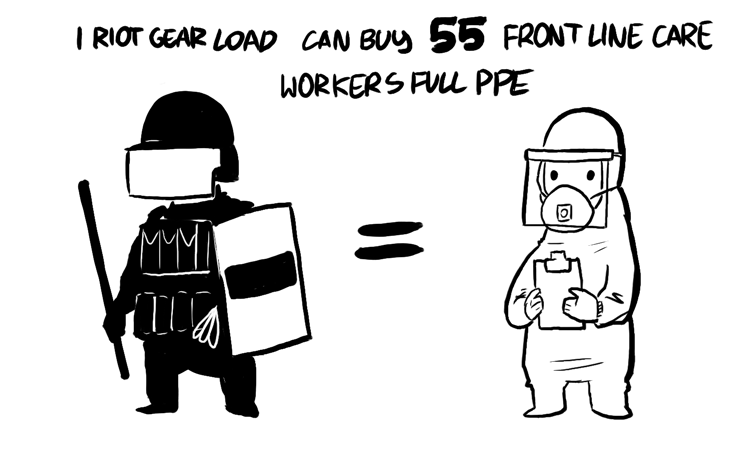 1 RIOT GEAR LOAD CAN BUY 55 FRONT LINE CARE
WORKERS FULL PPE